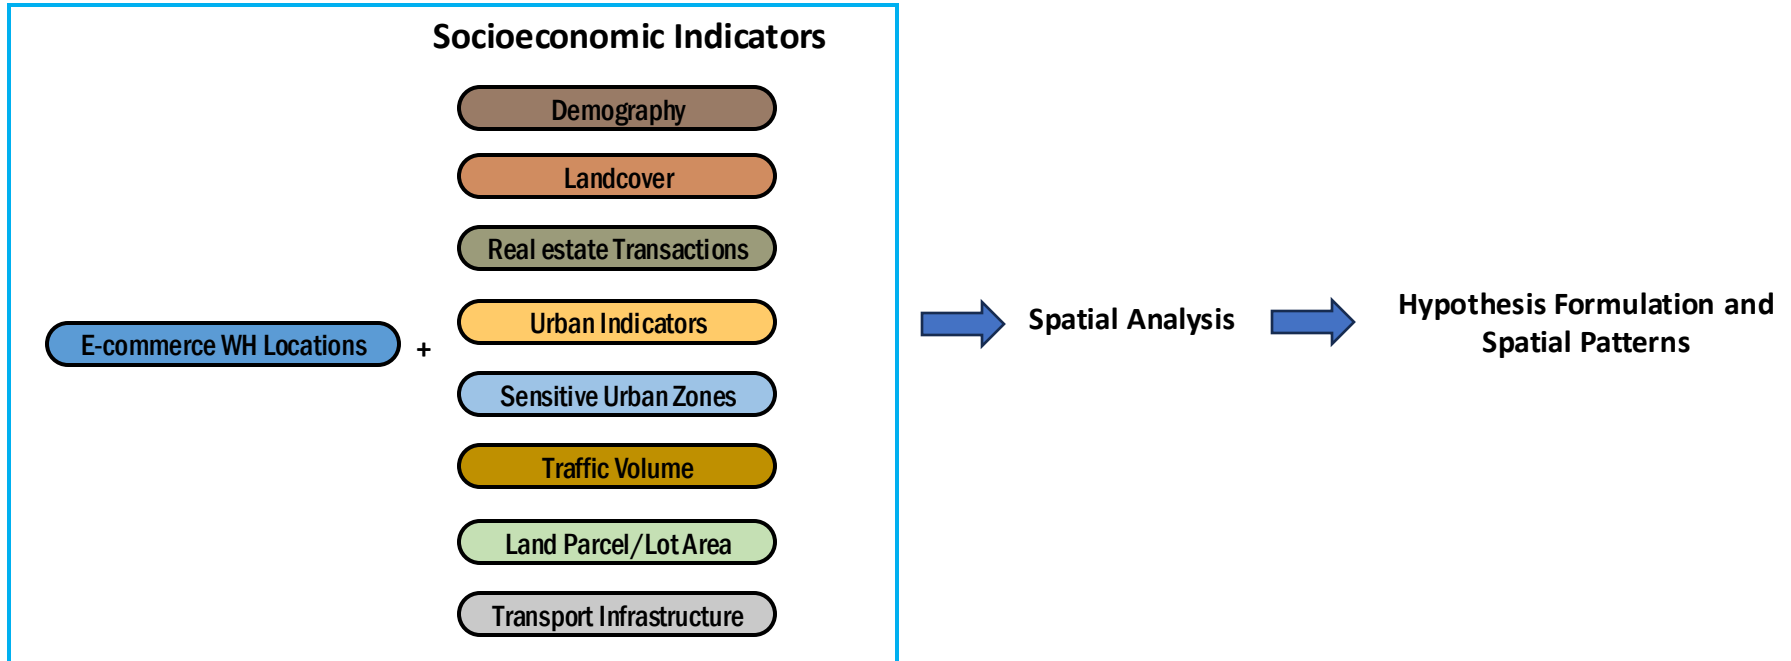 Socioeconomic Indicators
Demography
Landcover
Real estate Transactions
Urban Indicators
E-commerce WH Locations
+
Sensitive Urban Zones
Traffic Volume
Land Parcel/Lot Area
Transport Infrastructure
Spatial Analysis
Hypothesis Formulation and
Spatial Patterns